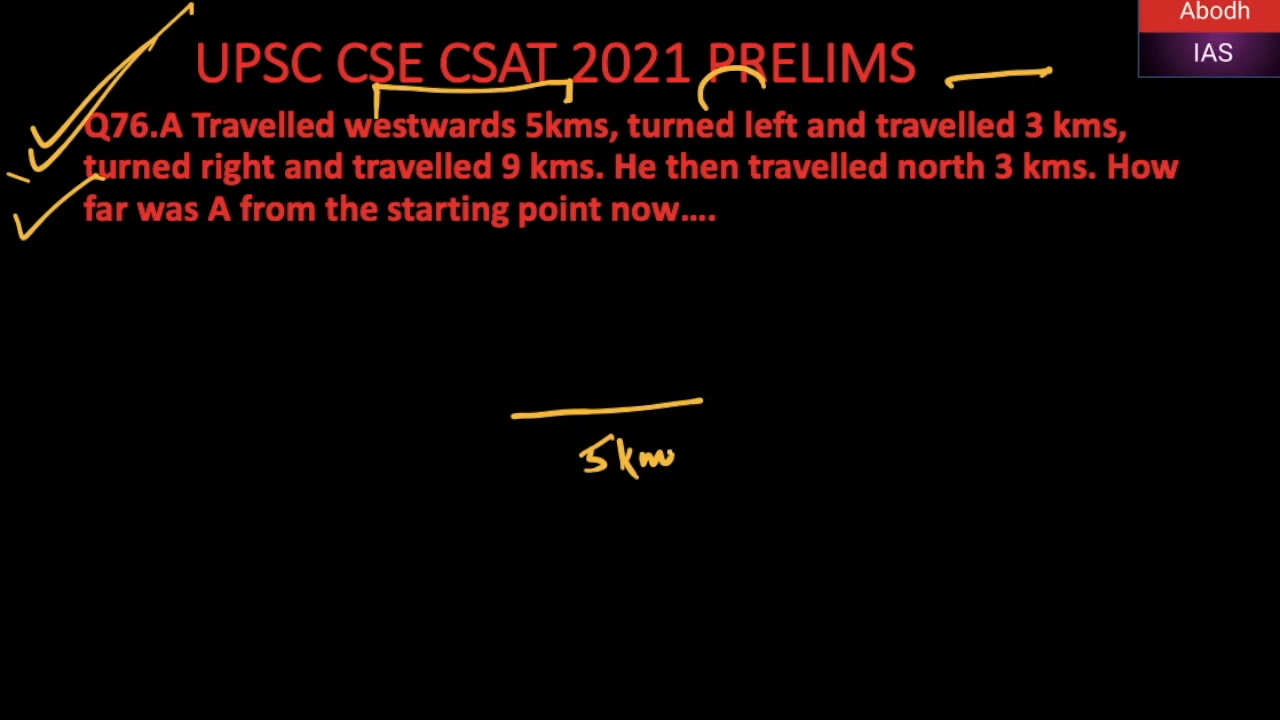 Abodh
IAS
UPSC CSE CSAT 2021 PRELIMS
Q76.A Travelled westwards 5kms, turned left and travelled 3 kms,
turned right and travelled 9 kms. He then travelled north 3 kms. How
far was A from the starting point now....
5km